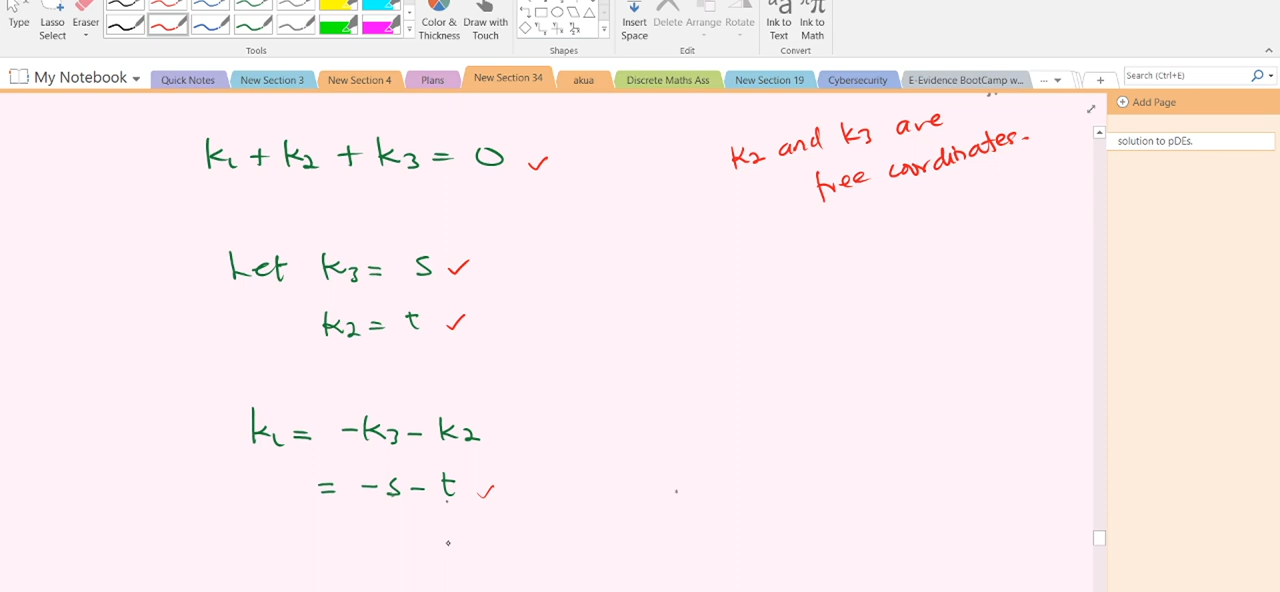 Type
Lasso Select
Eraser
Color & Thickness
Draw with Touch
Insert Space
Delete
Arrange
Rotate
Ink to Text
Ink to Math
Tools
Shapes
Edit
Convert
My Notebook
Quick Notes
New Section 3
New Section 4
Plans
New Section 34
akua
Discrete Maths Ass
New Section 19
Cybersecurity
E-Evidence BootCamp w...
...
+
Search (Ctrl+E)
Add Page
solution to pDEs.
k1 + k2 + k3 = 0 ✓
k2 and k3 are
free coordinates.
Let k3 = s ✓
k2 = t ✓
k1 = -k3 - k2
= -s - t ✓